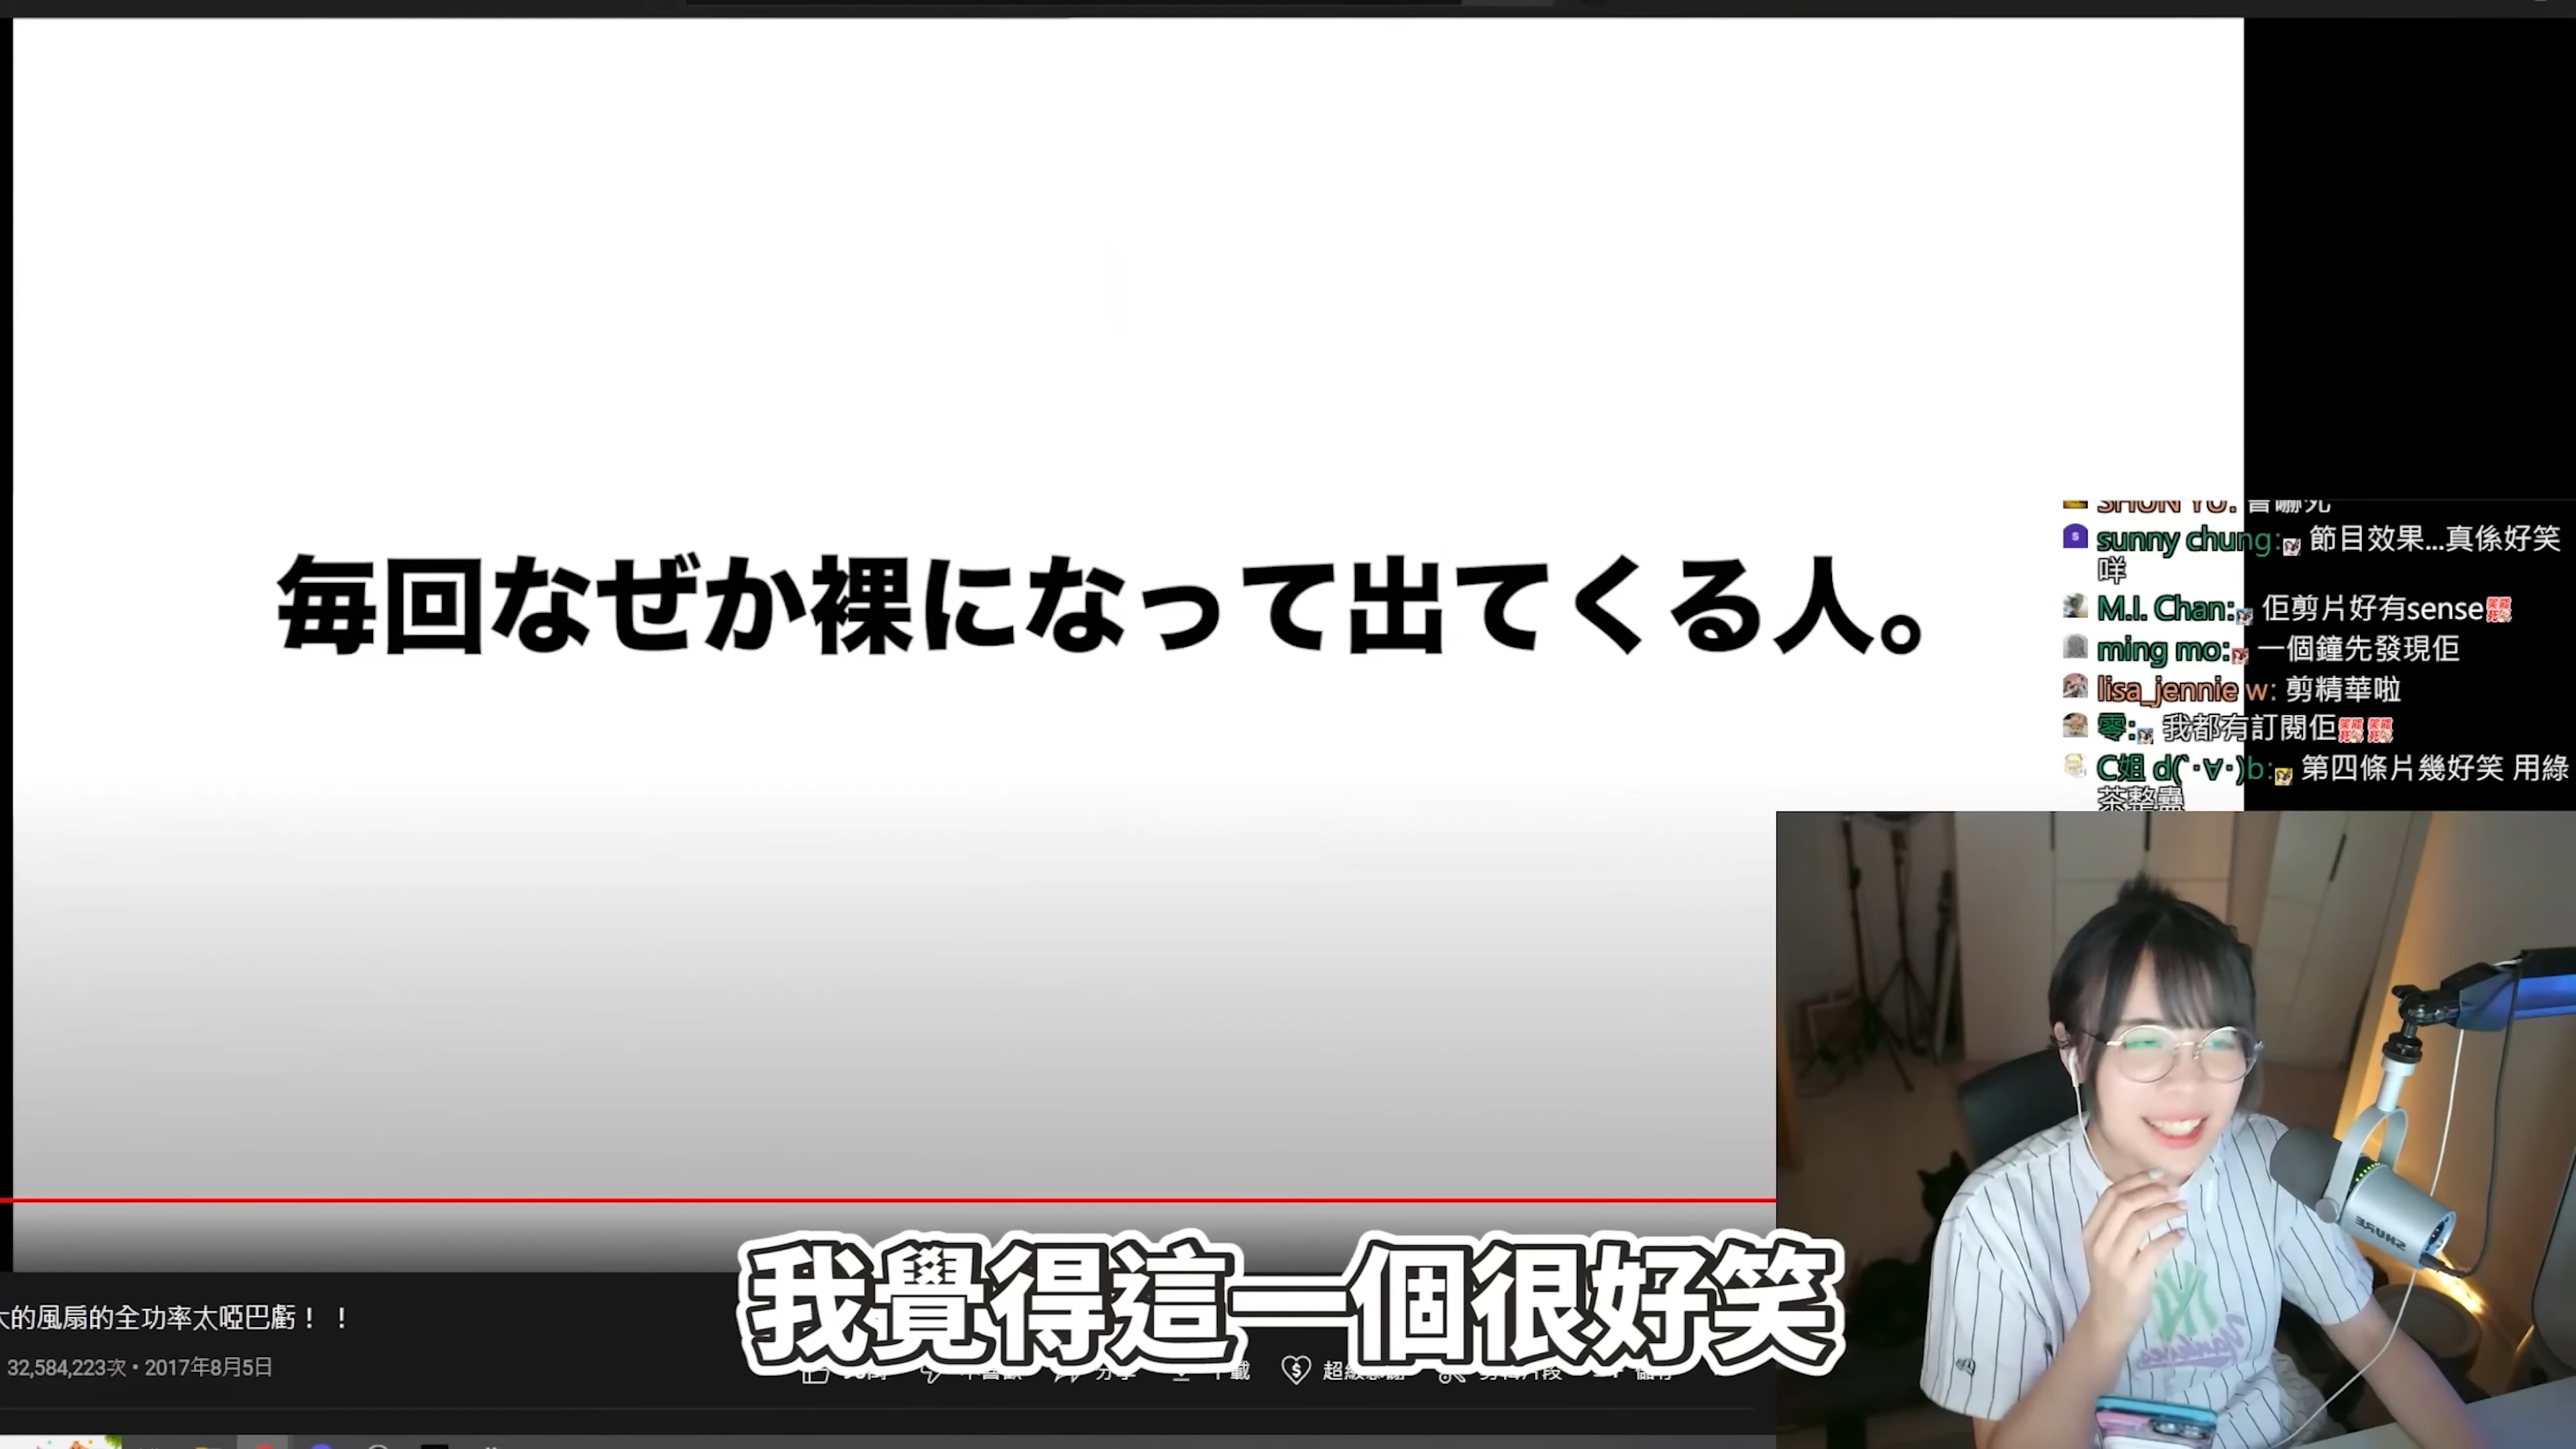 毎回なぜか裸になって出てくる人。
sunny chung: 節目效果...真係好笑
咩
M.I. Chan: 佢剪片好有sense
ming mo: 一個鐘先發現佢
lisa_jennie w: 剪精華啦
零: 我都有訂閱佢
C姐 d(`･∀･)b: 第四條片幾好笑 用綠
茶整蠱
SHURE
我覺得這一個很好笑
大的風扇的全功率太啞巴虧！！
32,584,223次 • 2017年8月5日